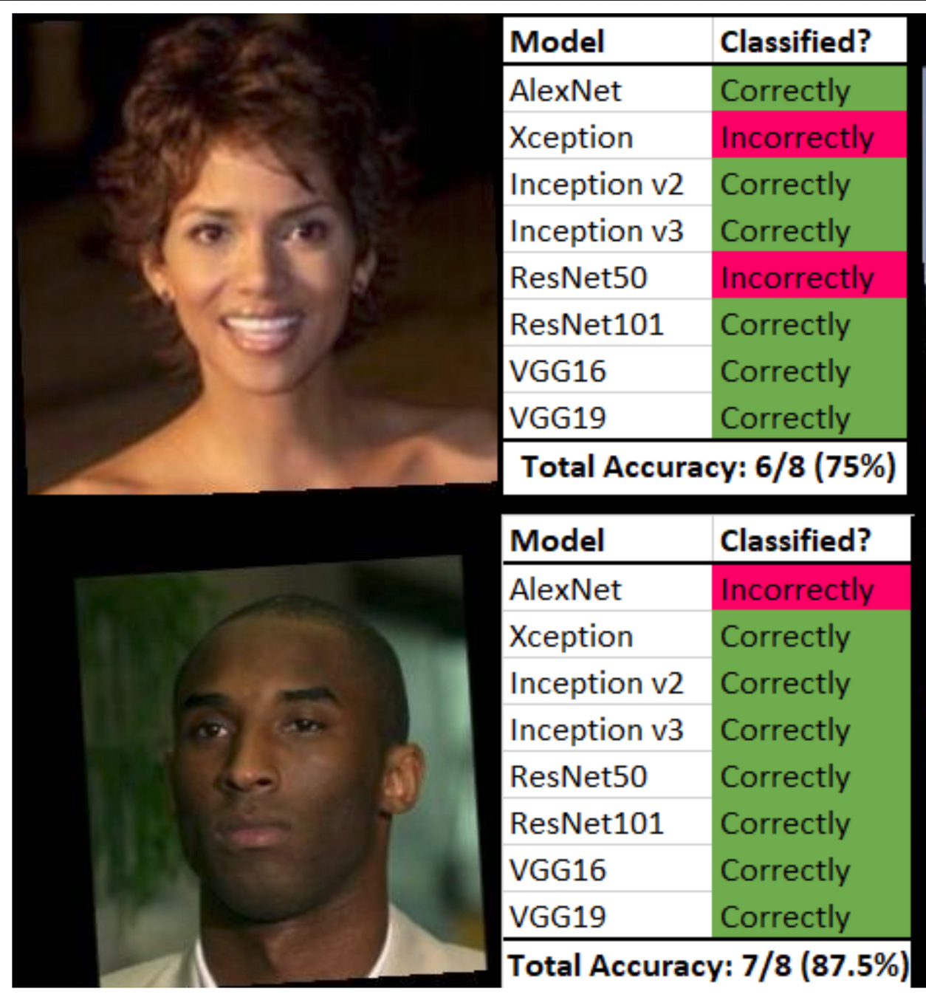 Model Classified?
AlexNet Correctly
Xception Incorrectly
Inception v2 Correctly
Inception v3 Correctly
ResNet50 Incorrectly
ResNet101 Correctly
VGG16 Correctly
VGG19 Correctly
Total Accuracy: 6/8 (75%)
Model Classified?
AlexNet Incorrectly
Xception Correctly
Inception v2 Correctly
Inception v3 Correctly
ResNet50 Correctly
ResNet101 Correctly
VGG16 Correctly
VGG19 Correctly
Total Accuracy: 7/8 (87.5%)